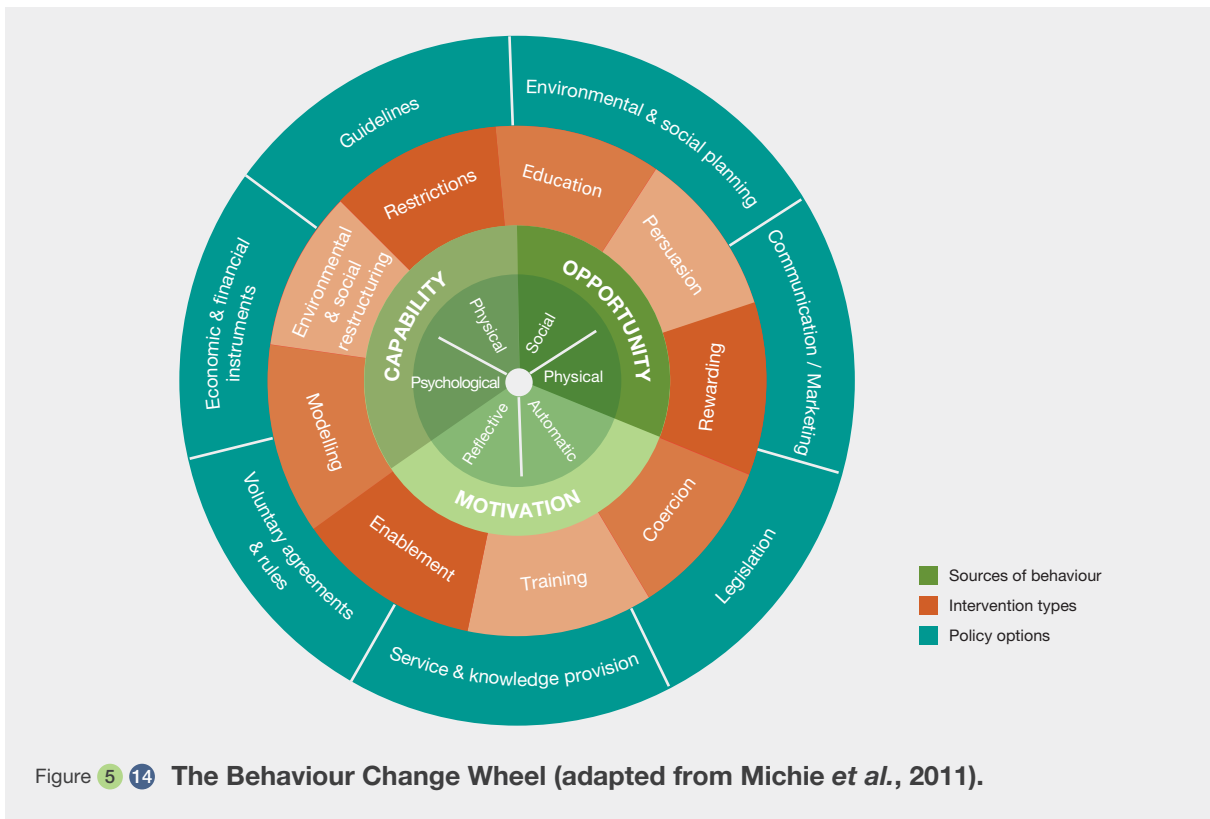 Guidelines
Environmental & social planning
Communication / Marketing
Legislation
Service & knowledge provision
Voluntary agreements
& rules
Economic & financial
instruments
Restrictions
Education
Persuasion
Rewarding
Coercion
Training
Enablement
Modelling
Environmental
& social
restructuring
CAPABILITY
OPPORTUNITY
MOTIVATION
Physical
Social
Physical
Automatic
Reflective
Psychological
Sources of behaviour
Intervention types
Policy options
Figure 5 14 The Behaviour Change Wheel (adapted from Michie et al., 2011).